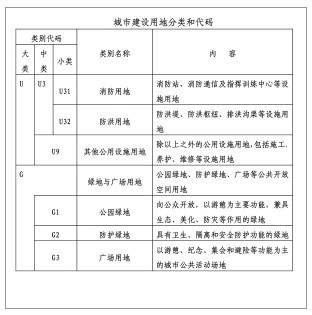 城市建设用地分类和代码
类别代码
类别名称
内 容
大类
中类
小类
U U3
U31 消防用地 消防站、消防通信及指挥训练中心等设
施用地
U32 防洪用地 防洪堤、防洪枢纽、排洪沟渠等设施用
地
U9 其他公用设施用地 除以上之外的公用设施用地,包括施工、
养护、维修等设施用地
G 绿地与广场用地 公园绿地、防护绿地、广场等公共开放
空间用地
G1 公园绿地 向公众开放，以游憩为主要功能，兼具
生态、美化、防灾等作用的绿地
G2 防护绿地 具有卫生、隔离和安全防护功能的绿地
G3 广场用地 以游憩、纪念、集会和避险等功能为主
的城市公共活动场地